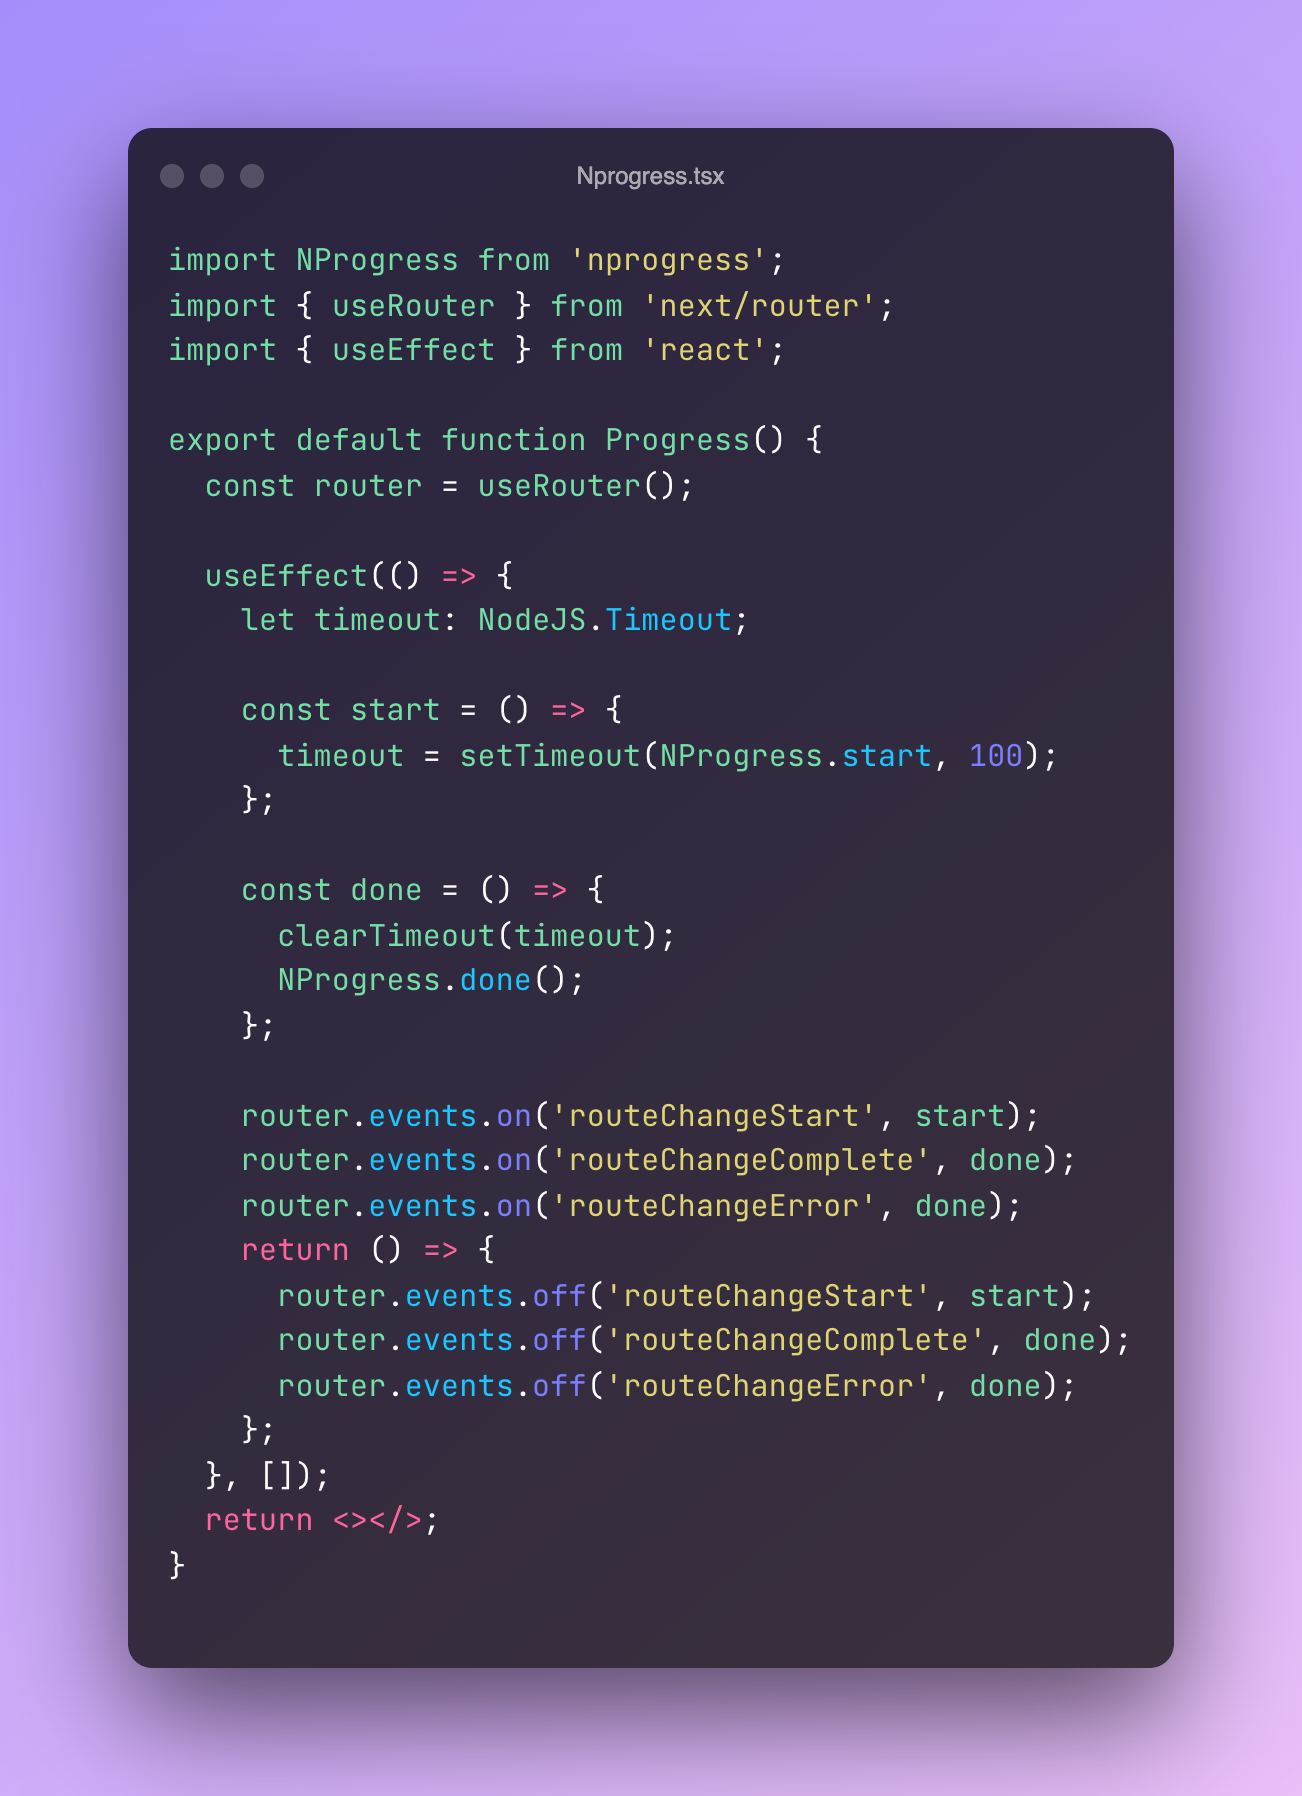 Nprogress.tsx
import NProgress from 'nprogress';
import { useRouter } from 'next/router';
import { useEffect } from 'react';
export default function Progress() {
  const router = useRouter();
  useEffect(() => {
    let timeout: NodeJS.Timeout;
    const start = () => {
      timeout = setTimeout(NProgress.start, 100);
    };
    const done = () => {
      clearTimeout(timeout);
      NProgress.done();
    };
    router.events.on('routeChangeStart', start);
    router.events.on('routeChangeComplete', done);
    router.events.on('routeChangeError', done);
    return () => {
      router.events.off('routeChangeStart', start);
      router.events.off('routeChangeComplete', done);
      router.events.off('routeChangeError', done);
    };
  }, []);
  return <></>;
}